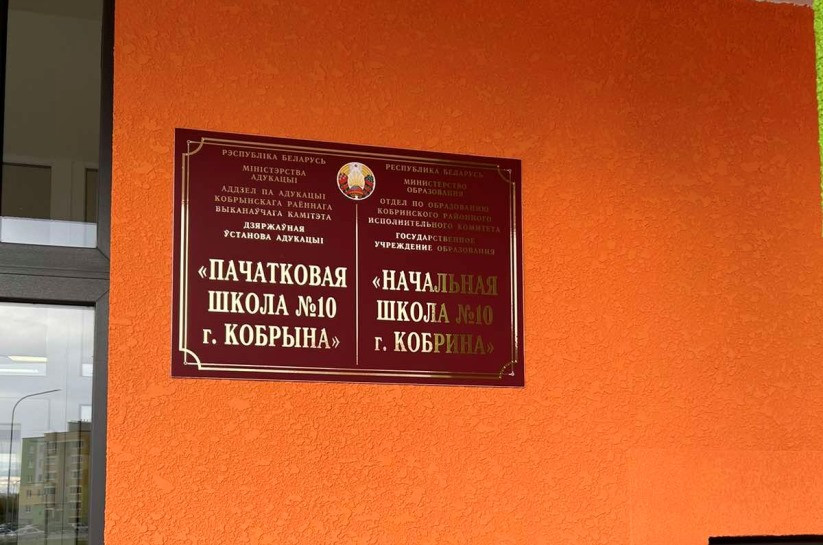 РЭСПУБЛІКА БЕЛАРУСЬ
МІНІСТЭРСТВА
АДУКАЦЫІ
АДДЗЕЛ ПА АДУКАЦЫІ
КОБРЫНСКАГА РАЁННАГА
ВЫКАНАЎЧАГА КАМІТЭТА
ДЗЯРЖАЎНАЯ
ЎСТАНОВА АДУКАЦЫІ
«ПАЧАТКОВАЯ
ШКОЛА №10
г. КОБРЫНА»
РЕСПУБЛИКА БЕЛАРУСЬ
МИНИСТЕРСТВО
ОБРАЗОВАНИЯ
ОТДЕЛ ПО ОБРАЗОВАНИЮ
КОБРИНСКОГО РАЙОННОГО
ИСПОЛНИТЕЛЬНОГО КОМИТЕТА
ГОСУДАРСТВЕННОЕ
УЧРЕЖДЕНИЕ ОБРАЗОВАНИЯ
«НАЧАЛЬНАЯ
ШКОЛА №10
г. КОБРИНА»